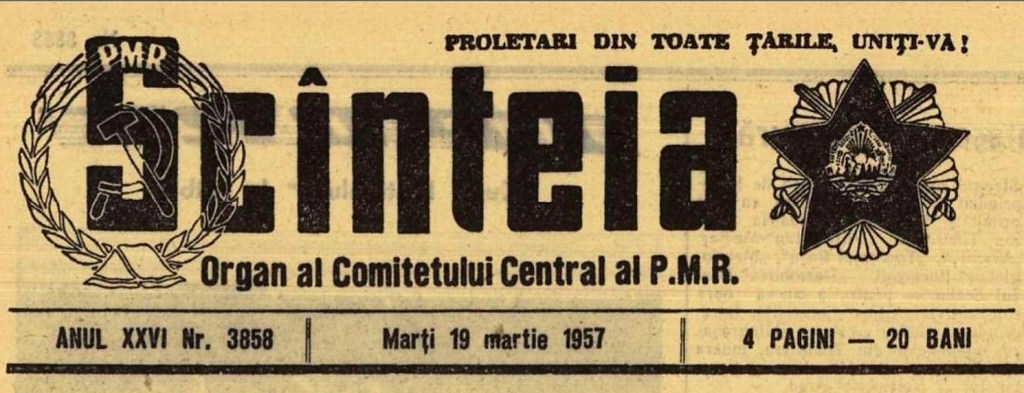 PROLETARI DIN TOATE ȚĂRILE, UNIȚI-VĂ!
PMR
Scînteia
Organ al Comitetului Central al P.M.R.
ANUL XXVI Nr. 3858
Marți 19 martie 1957
4 PAGINI — 20 BANI